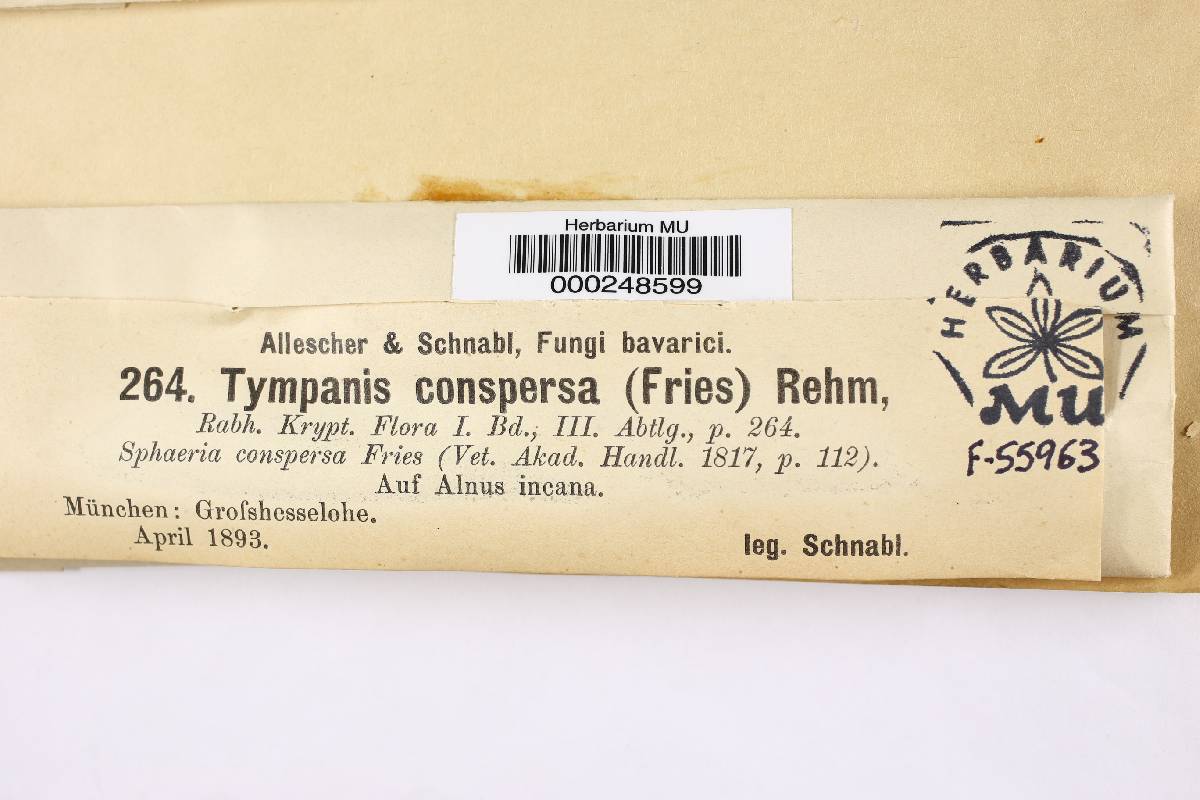 Herbarium MU
000248599
HERBARIUM
MU
F-55963
Allescher & Schnabl, Fungi bavarici.
264. Tympanis conspersa (Fries) Rehm,
Rabh. Krypt. Flora I. Bd., III. Abtlg., p. 264.
Sphaeria conspersa Fries (Vet. Akad. Handl. 1817, p. 112).
Auf Alnus incana.
München: Groſshesselohe.
April 1893.
leg. Schnabl.